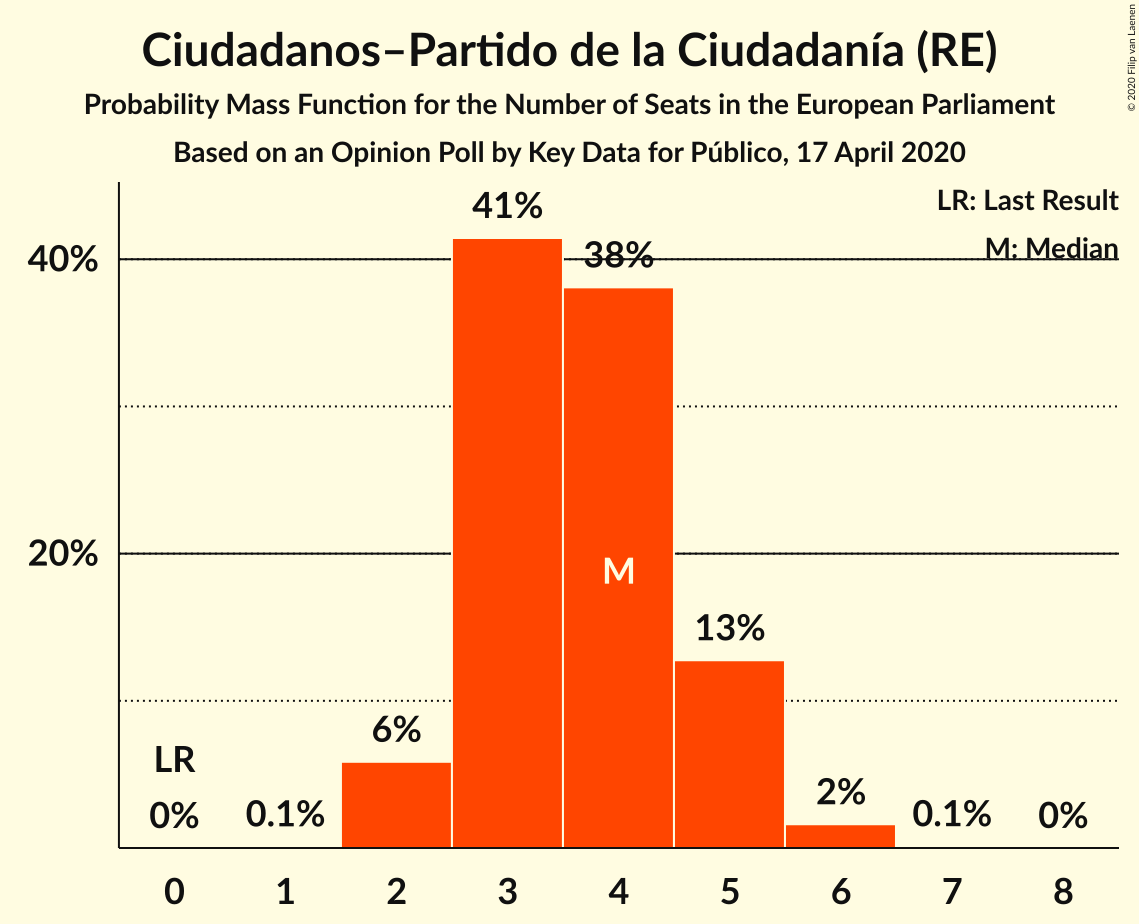 Ciudadanos–Partido de la Ciudadanía (RE)
Probability Mass Function for the Number of Seats in the European Parliament
Based on an Opinion Poll by Key Data for Público, 17 April 2020
© 2020 Filip van Laenen
LR: Last Result
M: Median
41%
40%
38%
20%
M
13%
6%
LR
2%
0%
0.1%
0.1%
0%
0 1 2 3 4 5 6 7 8